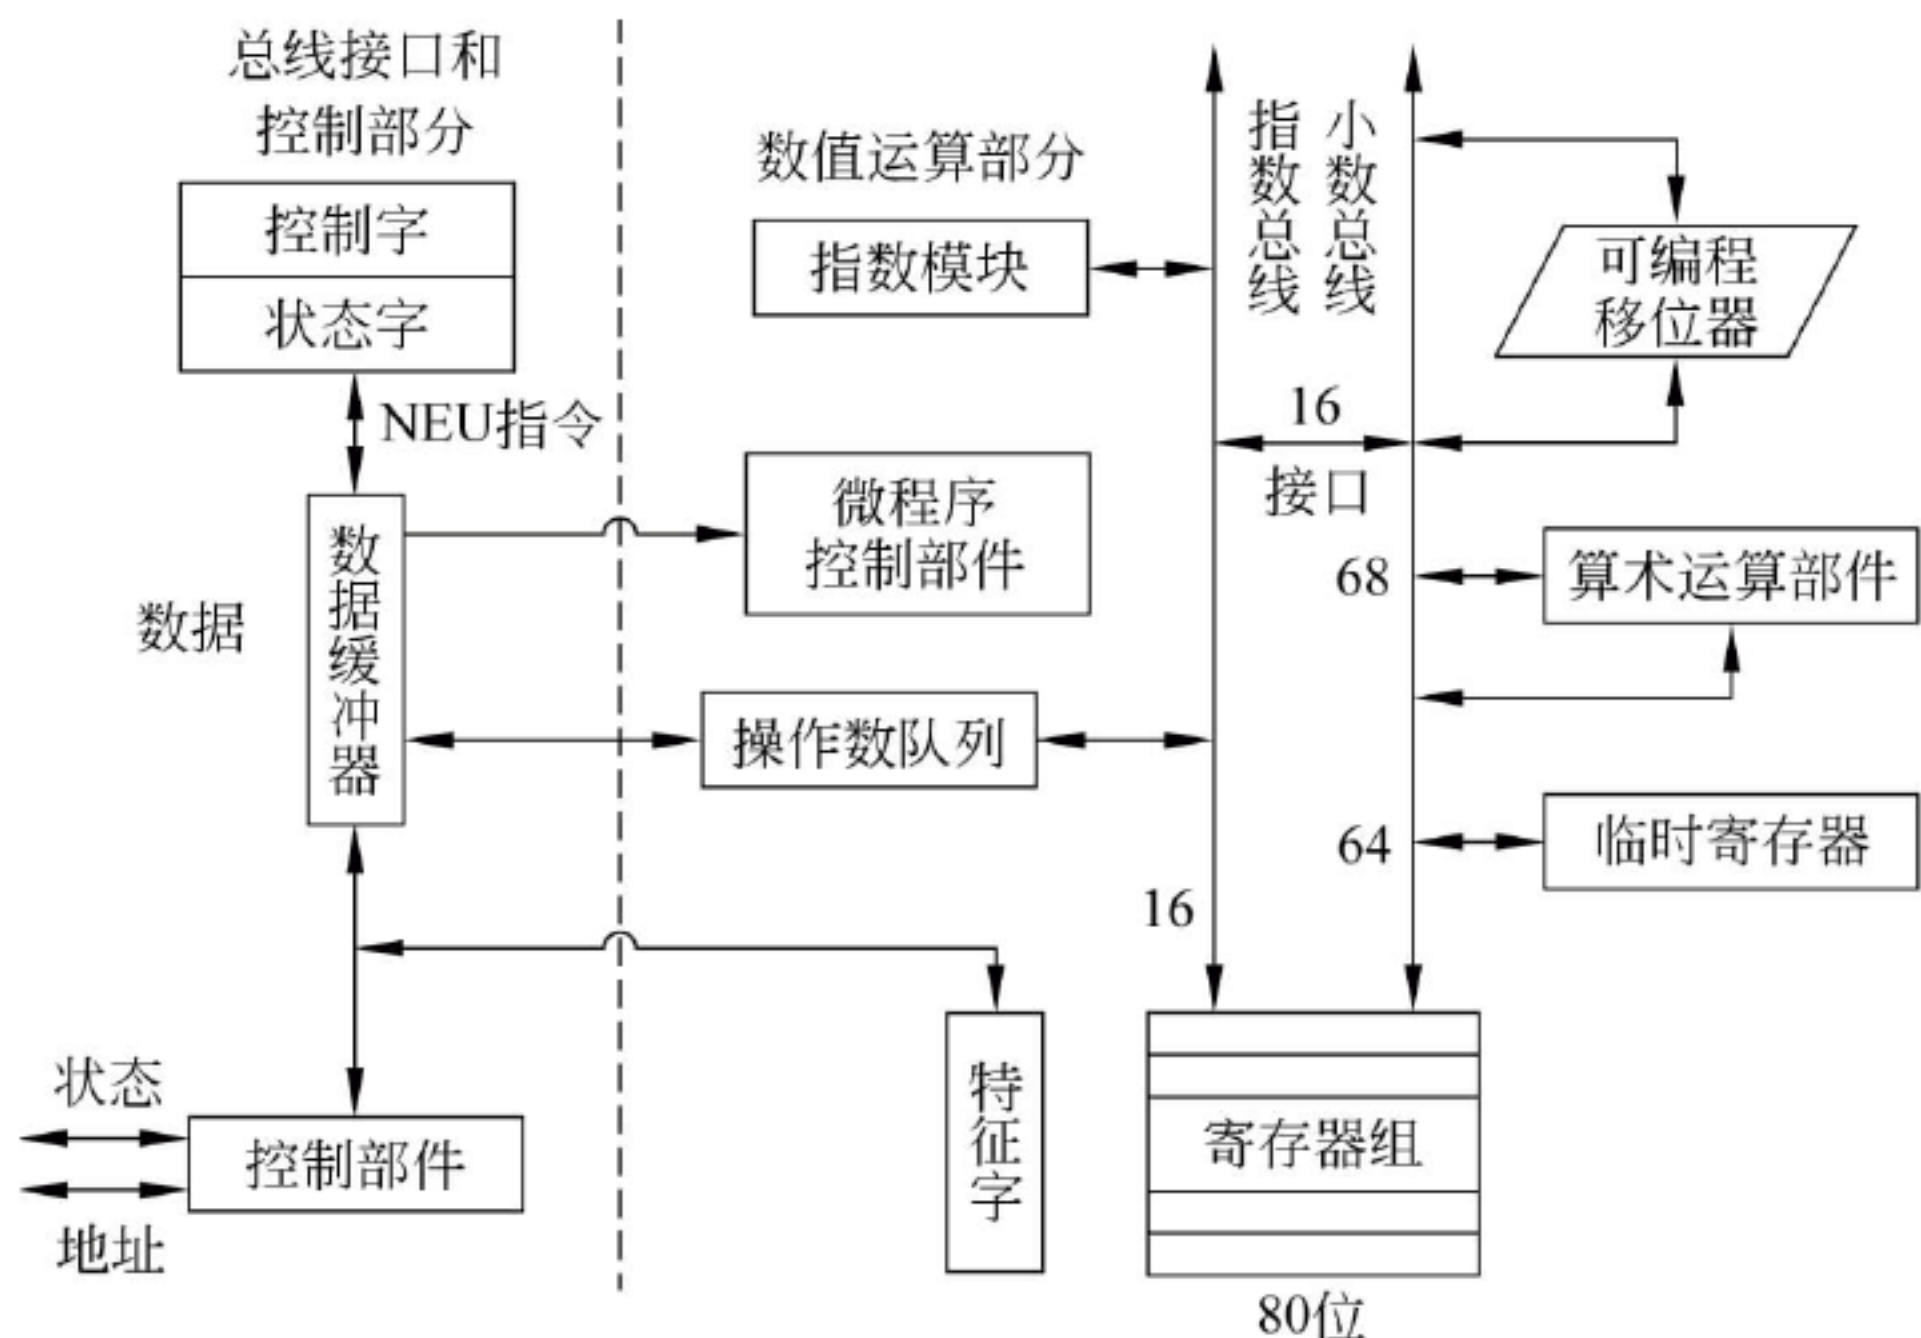 总线接口和
控制部分
控制字
状态字
NEU指令
数据
数据缓冲器
状态
地址
控制部件
数值运算部分
指数模块
微程序
控制部件
操作数队列
特征字
指数总线
小数总线
16
接口
可编程
移位器
68
算术运算部件
64
临时寄存器
16
寄存器组
80位